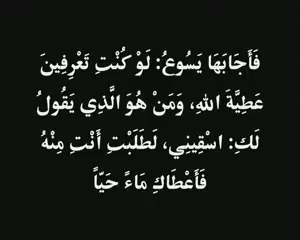 فَأَجَابَهَا يَسُوعُ: لَوْ كُنْتِ تَعْرِفِينَ
عَطِيَّةَ اللهِ، وَمَنْ هُوَ الَّذِي يَقُولُ
لَكِ: اسْقِينِي، لَطَلَبْتِ أَنْتِ مِنْهُ
فَأَعْطَاكِ مَاءً حَيّاً